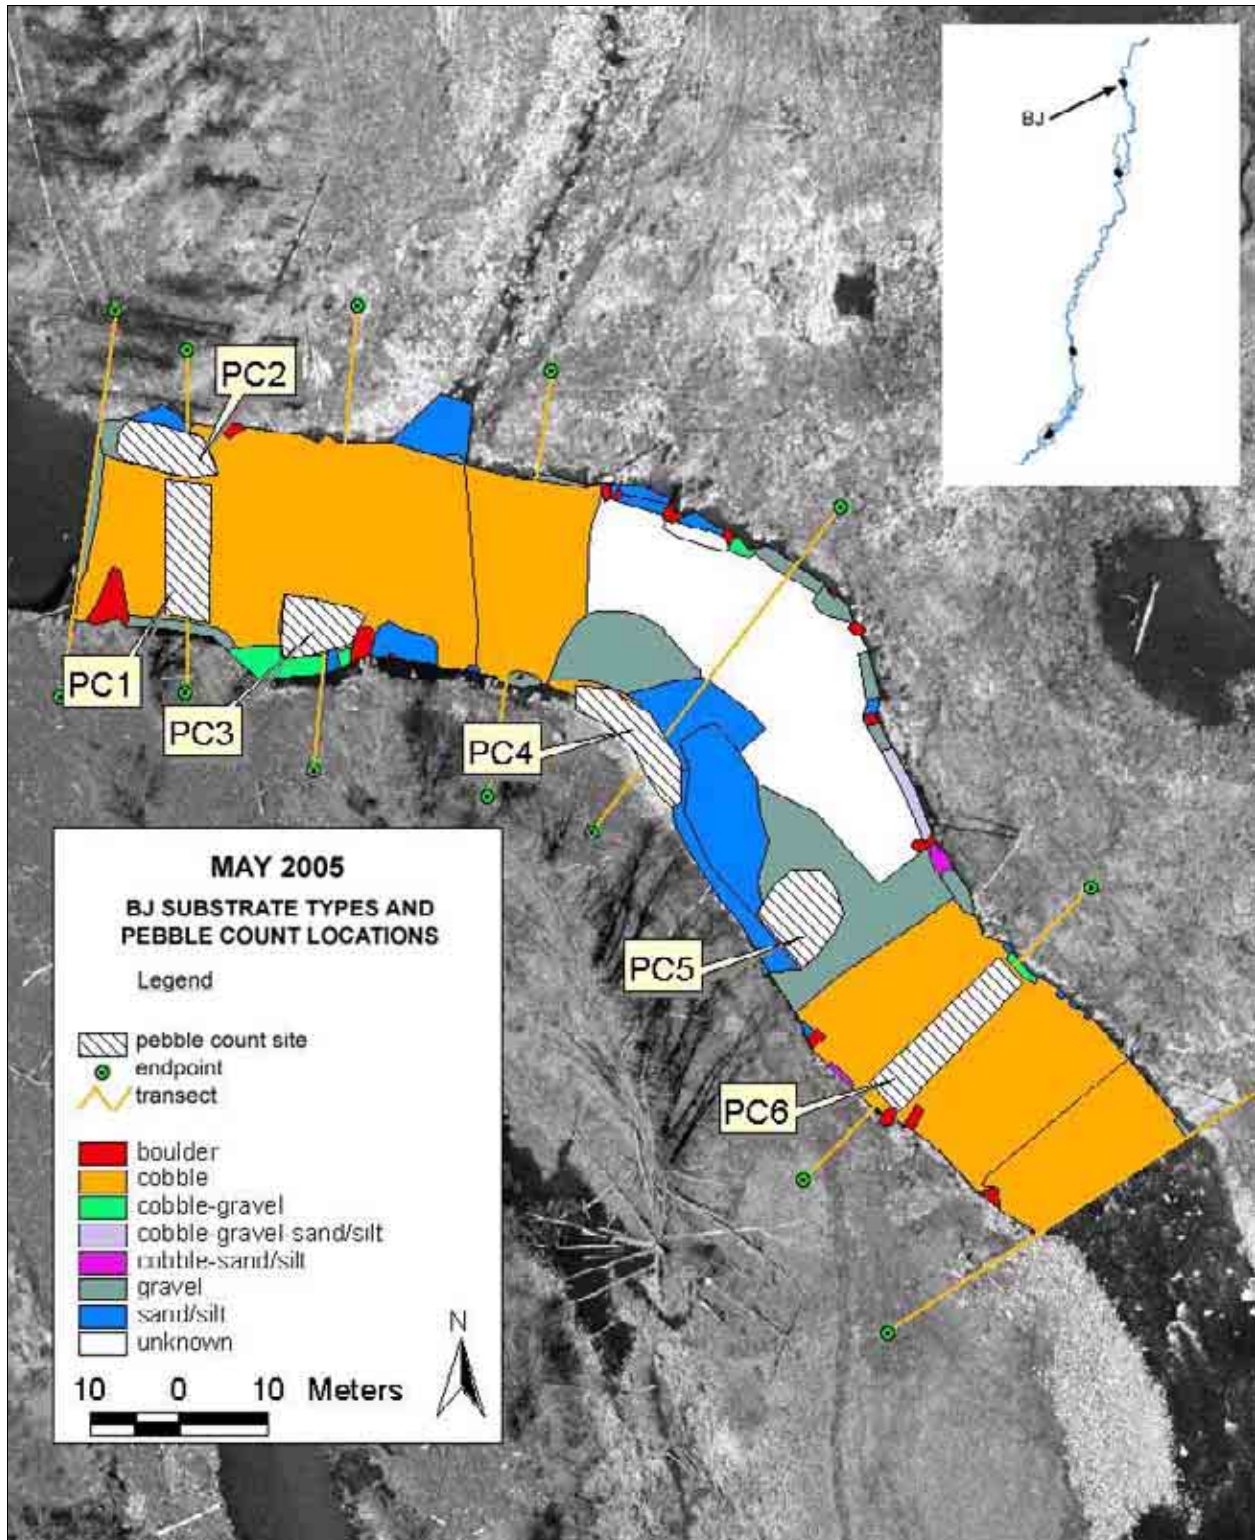 BJ
PC2
PC1
PC3
PC4
PC5
PC6
MAY 2005
BJ SUBSTRATE TYPES AND
PEBBLE COUNT LOCATIONS
Legend
pebble count site
endpoint
transect
boulder
cobble
cobble-gravel
cobble-gravel sand/silt
cobble-sand/silt
gravel
sand/silt
unknown
N
10 0 10 Meters